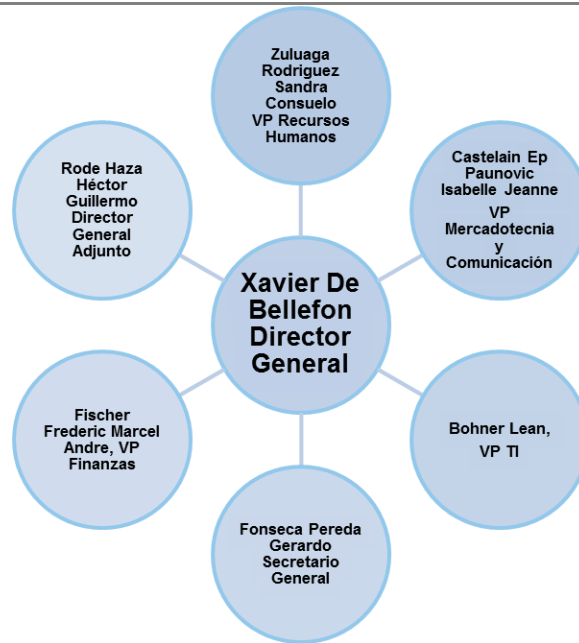 Zuluaga
Rodriguez
Sandra
Consuelo
VP Recursos
Humanos
Castelain Ep
Paunovic
Isabelle Jeanne
VP
Mercadotecnia
y
Comunicación
Rode Haza
Héctor
Guillermo
Director
General
Adjunto
Xavier De
Bellefon
Director
General
Fischer
Frederic Marcel
Andre, VP
Finanzas
Bohner Lean,
VP TI
Fonseca Pereda
Gerardo
Secretario
General